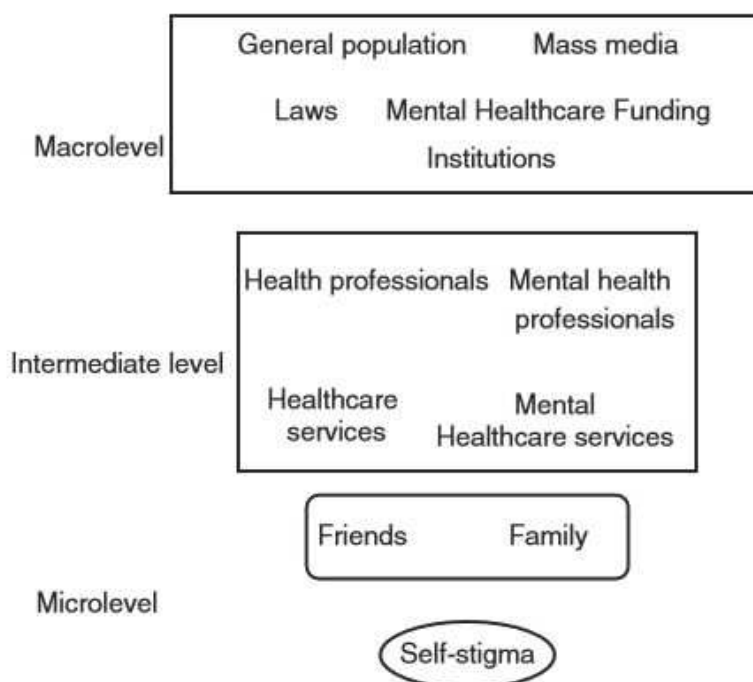 General population Mass media
Laws Mental Healthcare Funding
Macrolevel
Institutions
Health professionals Mental health
professionals
Intermediate level
Healthcare
services
Mental
Healthcare services
Friends Family
Microlevel
Self-stigma